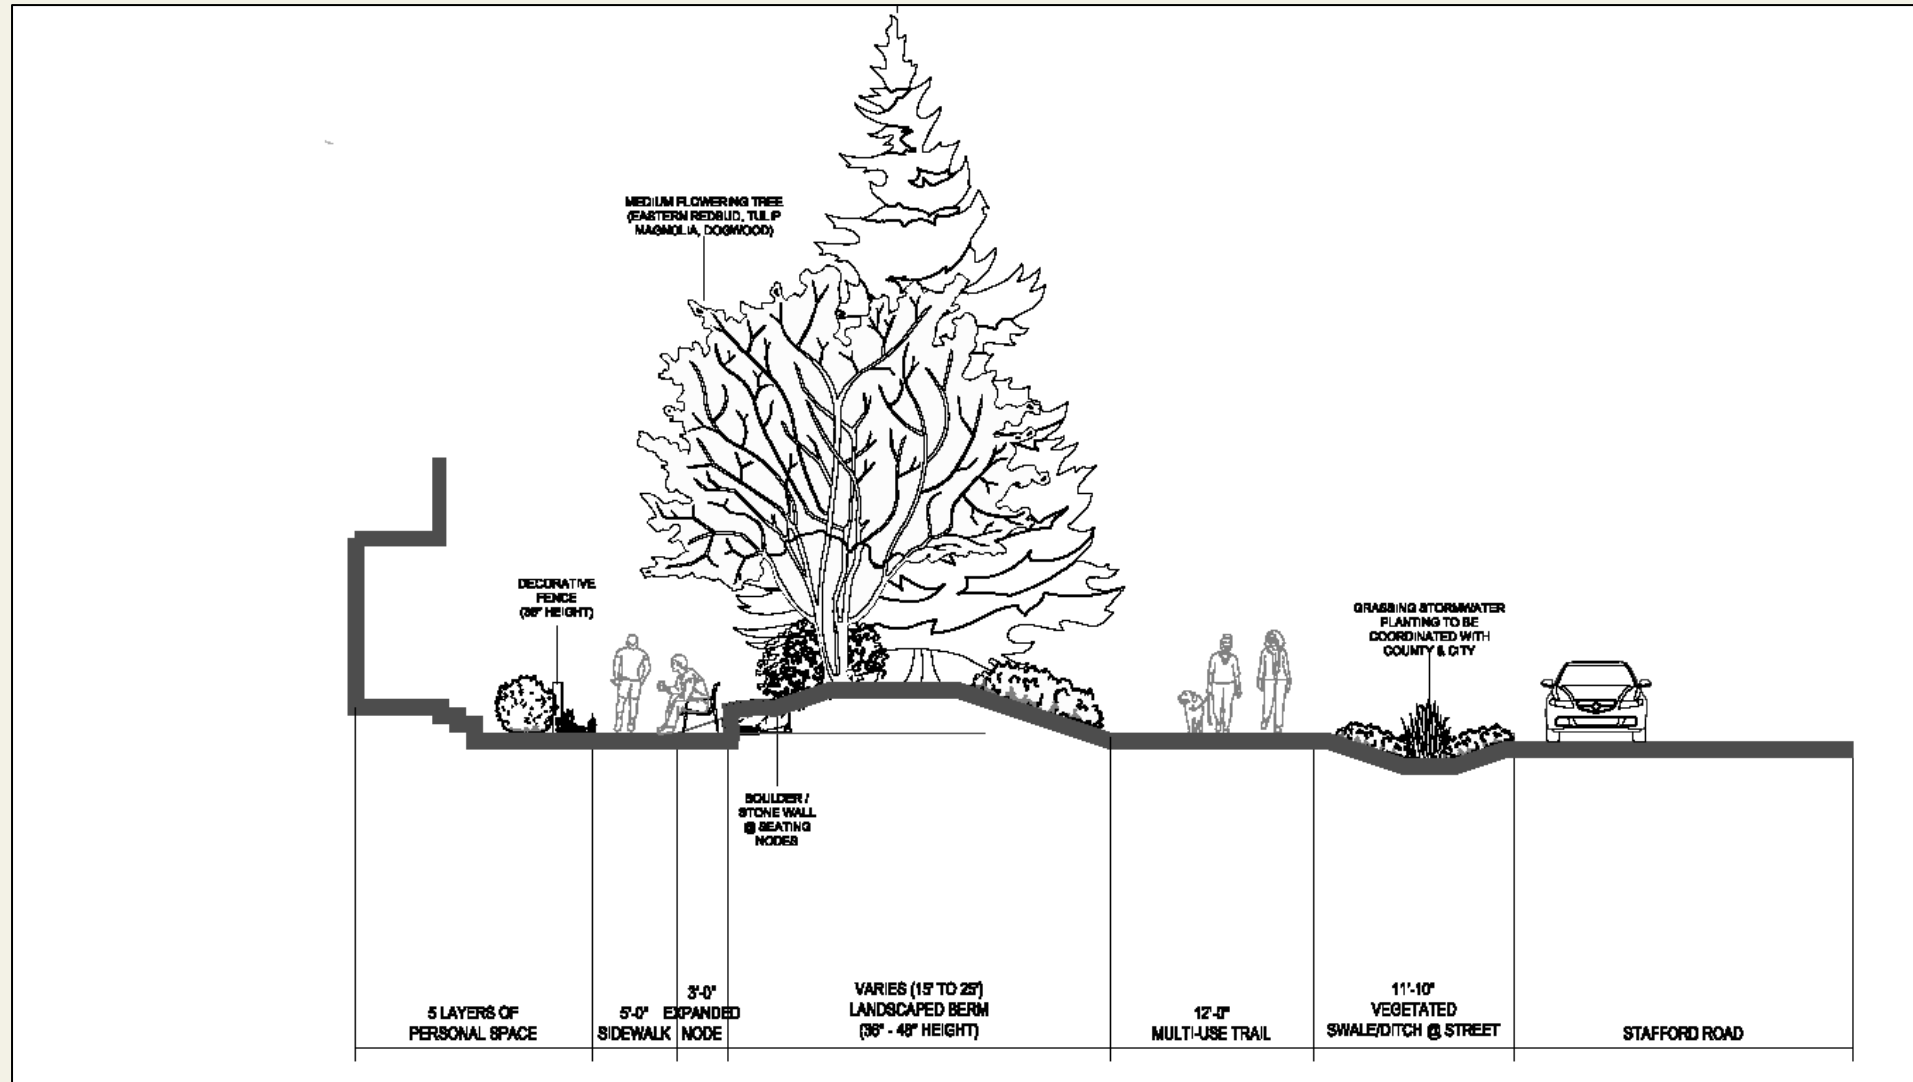 MEDIUM FLOWERING TREE
(EASTERN REDBUD, TULIP
MAGNOLIA, DOGWOOD)
DECORATIVE
FENCE
(36" HEIGHT)
GRASSING STORMWATER
PLANTING TO BE
COORDINATED WITH
COUNTY & CITY
BOULDER /
STONE WALL
@ SEATING
NODES
5 LAYERS OF
PERSONAL SPACE
5'-0"
SIDEWALK
3'-0"
EXPANDED
NODE
VARIES (15' TO 25')
LANDSCAPED BERM
(36" - 48" HEIGHT)
12'-0"
MULTI-USE TRAIL
11'-10"
VEGETATED
SWALE/DITCH @ STREET
STAFFORD ROAD